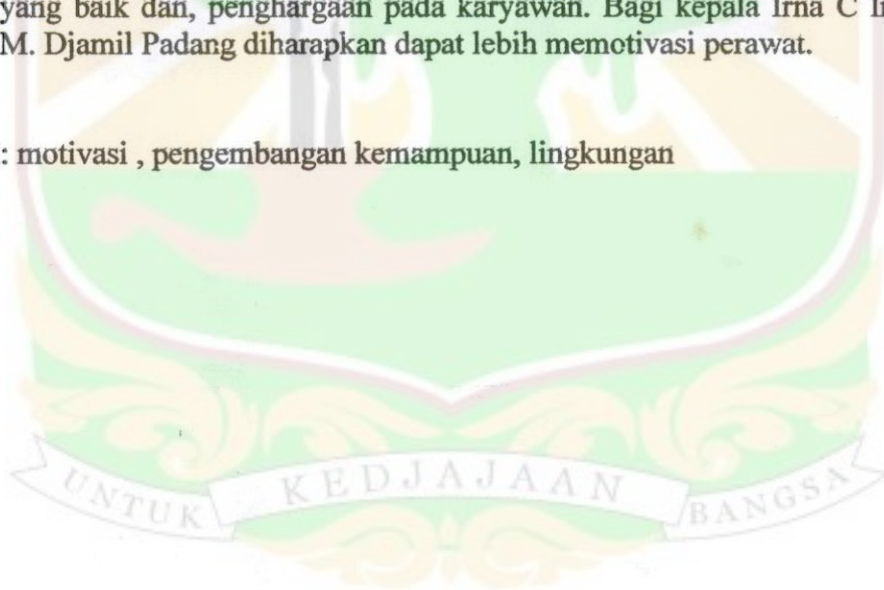 yang baik dan, penghargaan pada karyawan. Bagi kepala Irna C
M. Djamil Padang diharapkan dapat lebih memotivasi perawat.
: motivasi , pengembangan kemampuan, lingkungan
UNTUK KEDJAJAAN BANGSA